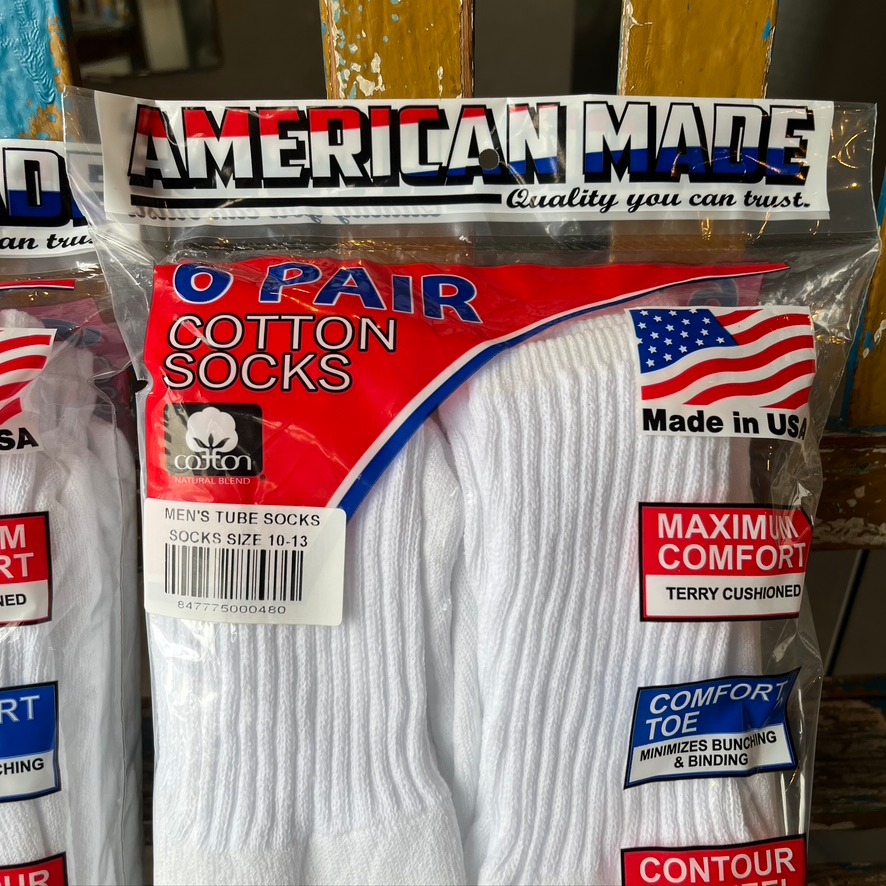 AMERICAN MADE
Quality you can trust.
6 PAIR
COTTON
SOCKS
cotton
NATURAL BLEND
MEN'S TUBE SOCKS
SOCKS SIZE 10-13
847775000480
Made in USA
MAXIMUM
COMFORT
TERRY CUSHIONED
COMFORT
TOE
MINIMIZES BUNCHING
& BINDING
CONTOUR